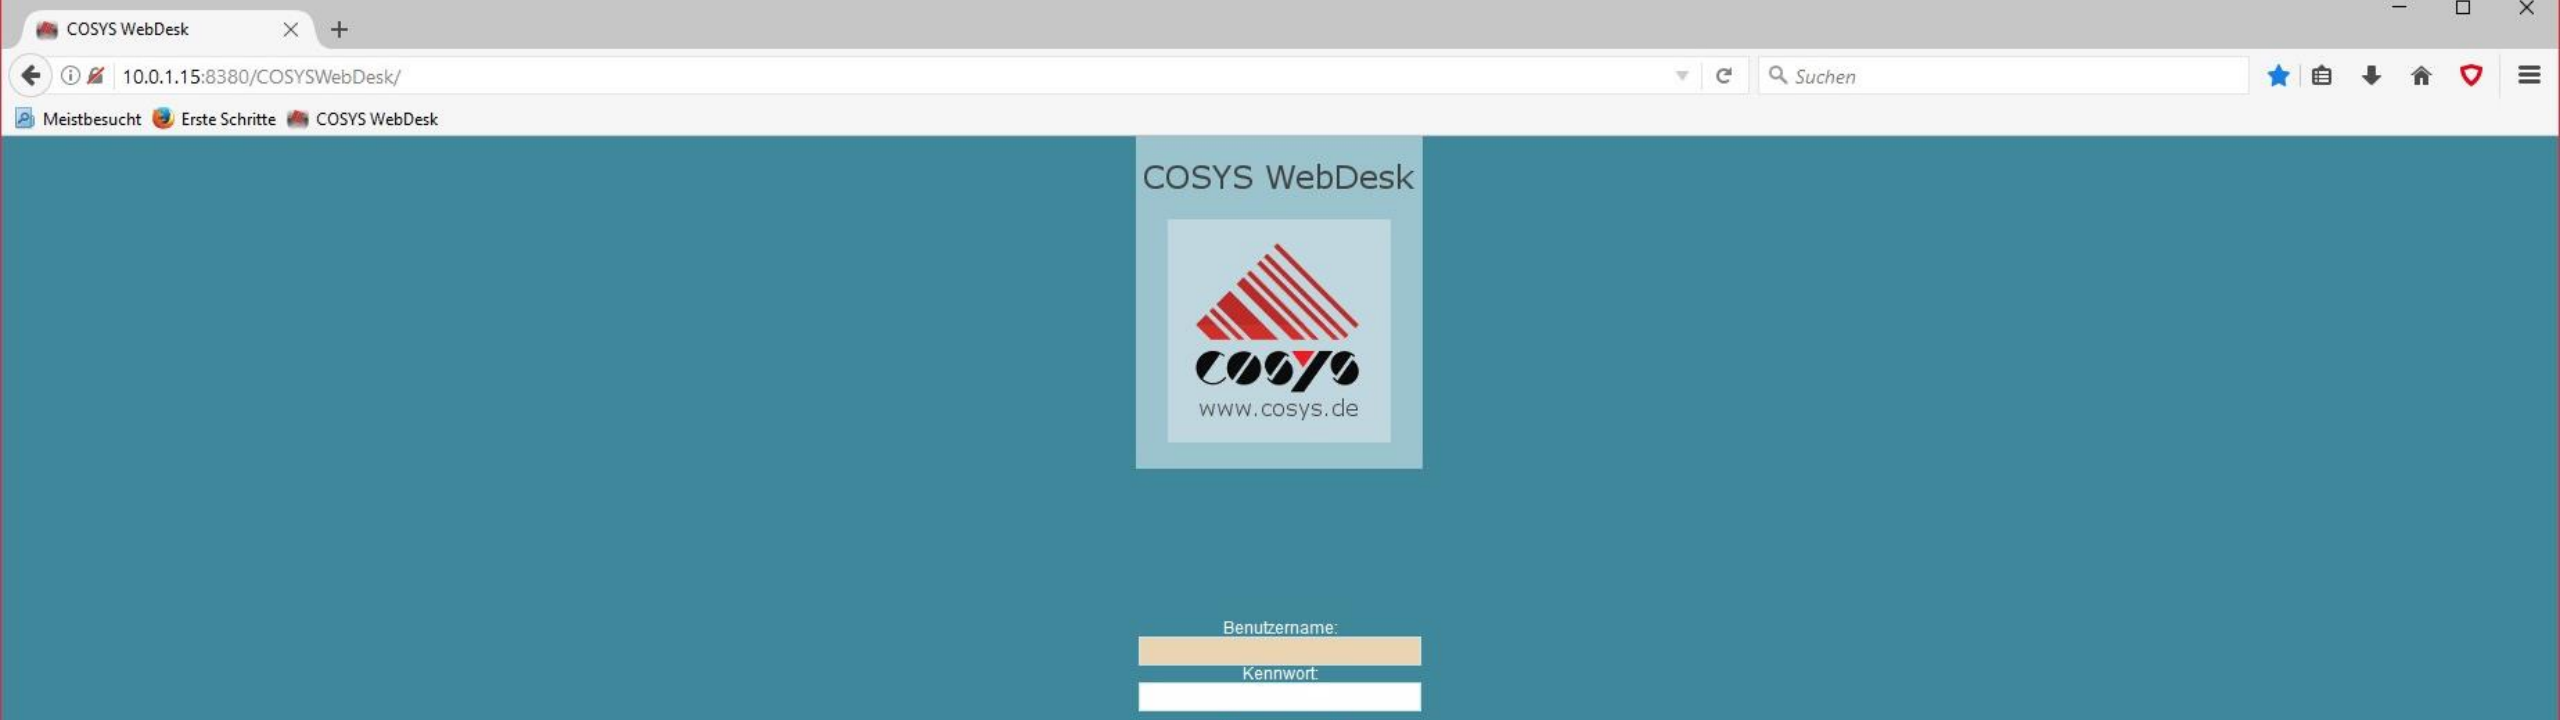 COSYS WebDesk
10.0.1.15:8380/COSYSWebDesk/
Suchen
Meistbesucht Erste Schritte COSYS WebDesk
COSYS WebDesk
COSYS
www.cosys.de
Benutzername:
Kennwort: